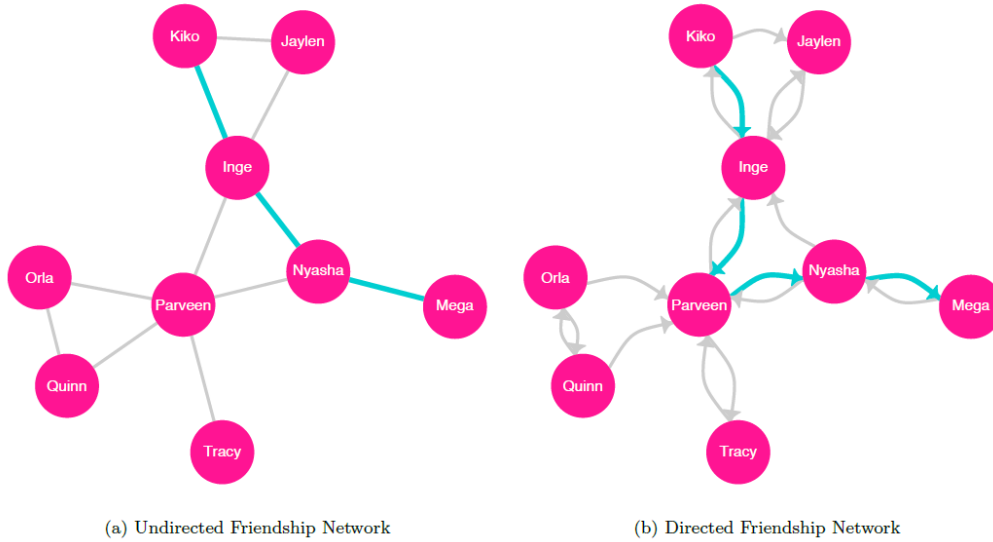 Kiko
Jaylen
Inge
Orla
Parveen
Nyasha
Mega
Quinn
Tracy
(a) Undirected Friendship Network
Kiko
Jaylen
Inge
Orla
Parveen
Nyasha
Mega
Quinn
Tracy
(b) Directed Friendship Network